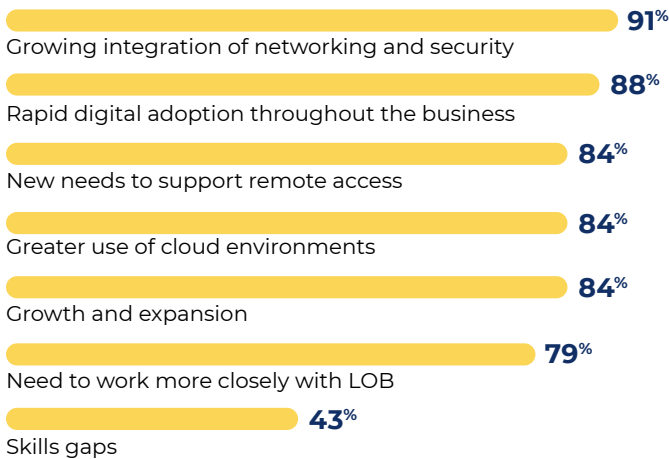 91%
Growing integration of networking and security
88%
Rapid digital adoption throughout the business
84%
New needs to support remote access
84%
Greater use of cloud environments
84%
Growth and expansion
79%
Need to work more closely with LOB
43%
Skills gaps